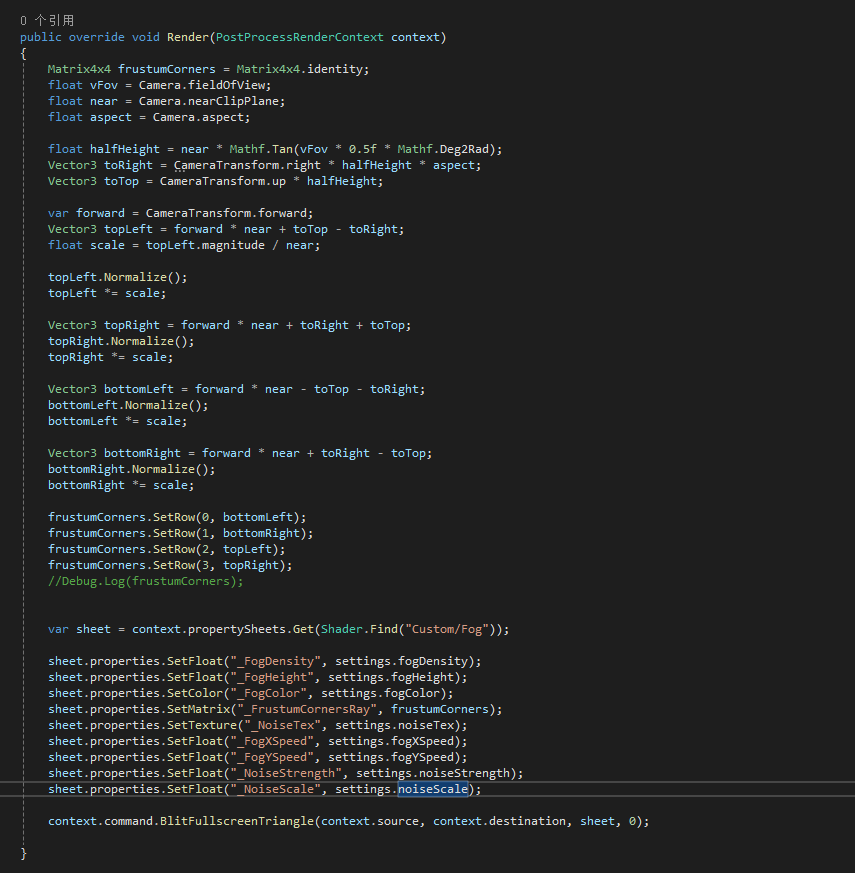 0 个引用
public override void Render(PostProcessRenderContext context)
{
Matrix4x4 frustumCorners = Matrix4x4.identity;
float vFov = Camera.fieldOfView;
float near = Camera.nearClipPlane;
float aspect = Camera.aspect;
float halfHeight = near * Mathf.Tan(vFov * 0.5f * Mathf.Deg2Rad);
Vector3 toRight = CameraTransform.right * halfHeight * aspect;
Vector3 toTop = CameraTransform.up * halfHeight;
var forward = CameraTransform.forward;
Vector3 topLeft = forward * near + toTop - toRight;
float scale = topLeft.magnitude / near;
topLeft.Normalize();
topLeft *= scale;
Vector3 topRight = forward * near + toRight + toTop;
topRight.Normalize();
topRight *= scale;
Vector3 bottomLeft = forward * near - toTop - toRight;
bottomLeft.Normalize();
bottomLeft *= scale;
Vector3 bottomRight = forward * near + toRight - toTop;
bottomRight.Normalize();
bottomRight *= scale;
frustumCorners.SetRow(0, bottomLeft);
frustumCorners.SetRow(1, bottomRight);
frustumCorners.SetRow(2, topLeft);
frustumCorners.SetRow(3, topRight);
//Debug.Log(frustumCorners);
var sheet = context.propertySheets.Get(Shader.Find("Custom/Fog"));
sheet.properties.SetFloat("_FogDensity", settings.fogDensity);
sheet.properties.SetFloat("_FogHeight", settings.fogHeight);
sheet.properties.SetColor("_FogColor", settings.fogColor);
sheet.properties.SetMatrix("_FrustumCornersRay", frustumCorners);
sheet.properties.SetTexture("_NoiseTex", settings.noiseTex);
sheet.properties.SetFloat("_FogXSpeed", settings.fogXSpeed);
sheet.properties.SetFloat("_FogYSpeed", settings.fogYSpeed);
sheet.properties.SetFloat("_NoiseStrength", settings.noiseStrength);
sheet.properties.SetFloat("_NoiseScale", settings.noiseScale);
context.command.BlitFullscreenTriangle(context.source, context.destination, sheet, 0);
}